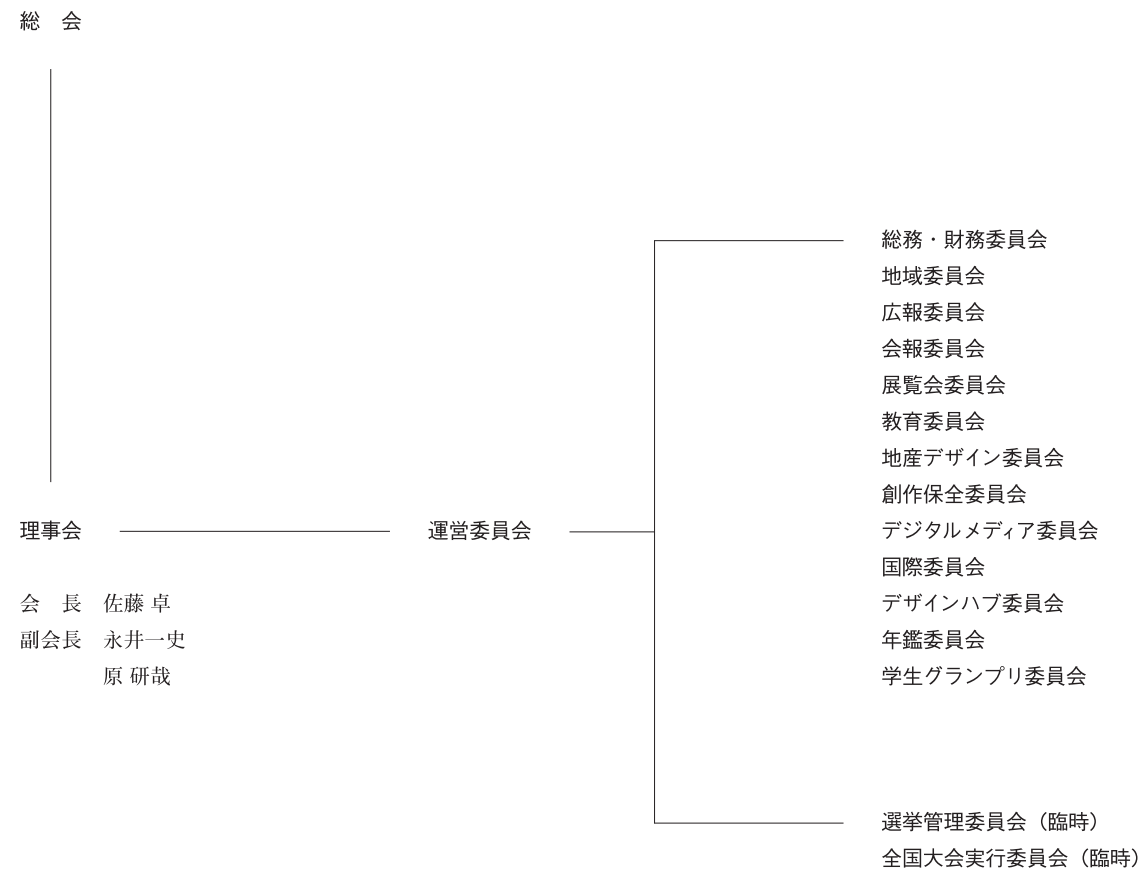 総　会
理事会
会　長　佐藤 卓
副会長　永井一史
原 研哉
運営委員会
総務・財務委員会
地域委員会
広報委員会
会報委員会
展覧会委員会
教育委員会
地産デザイン委員会
創作保全委員会
デジタルメディア委員会
国際委員会
デザインハブ委員会
年鑑委員会
学生グランプリ委員会
選挙管理委員会（臨時）
全国大会実行委員会（臨時）